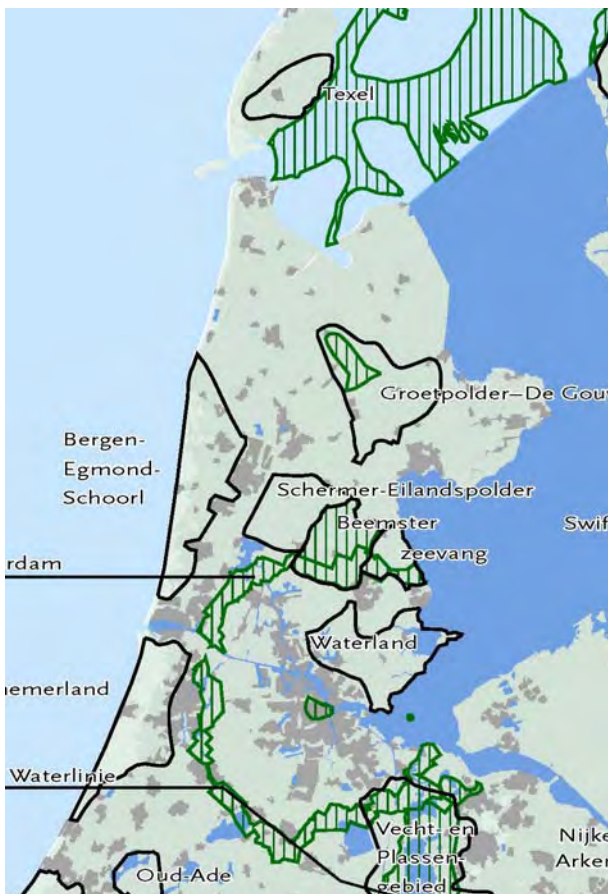 Texel
Groetpolder–De Gou
Bergen-
Egmond-
Schoorl
Schermer-Eilandspolder
Beemster
Swif
zeevang
rdam
Waterland
nemerland
Waterlinie
Vecht- en
Plassen-
gebied
Nijke
Arker
Oud-Ade